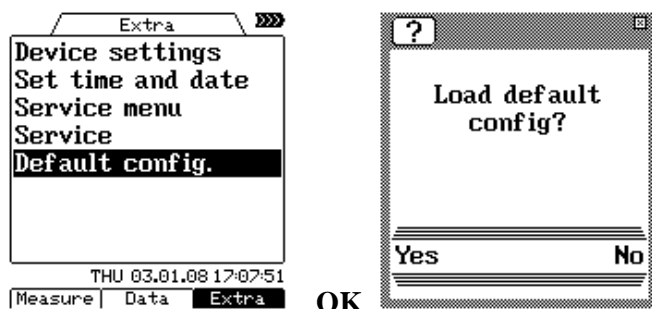 Extra
Device settings
Set time and date
Service menu
Service
Default config.
THU 03.01.08 17:07:51
Measure Data Extra
OK
?
Load default
config?
Yes No